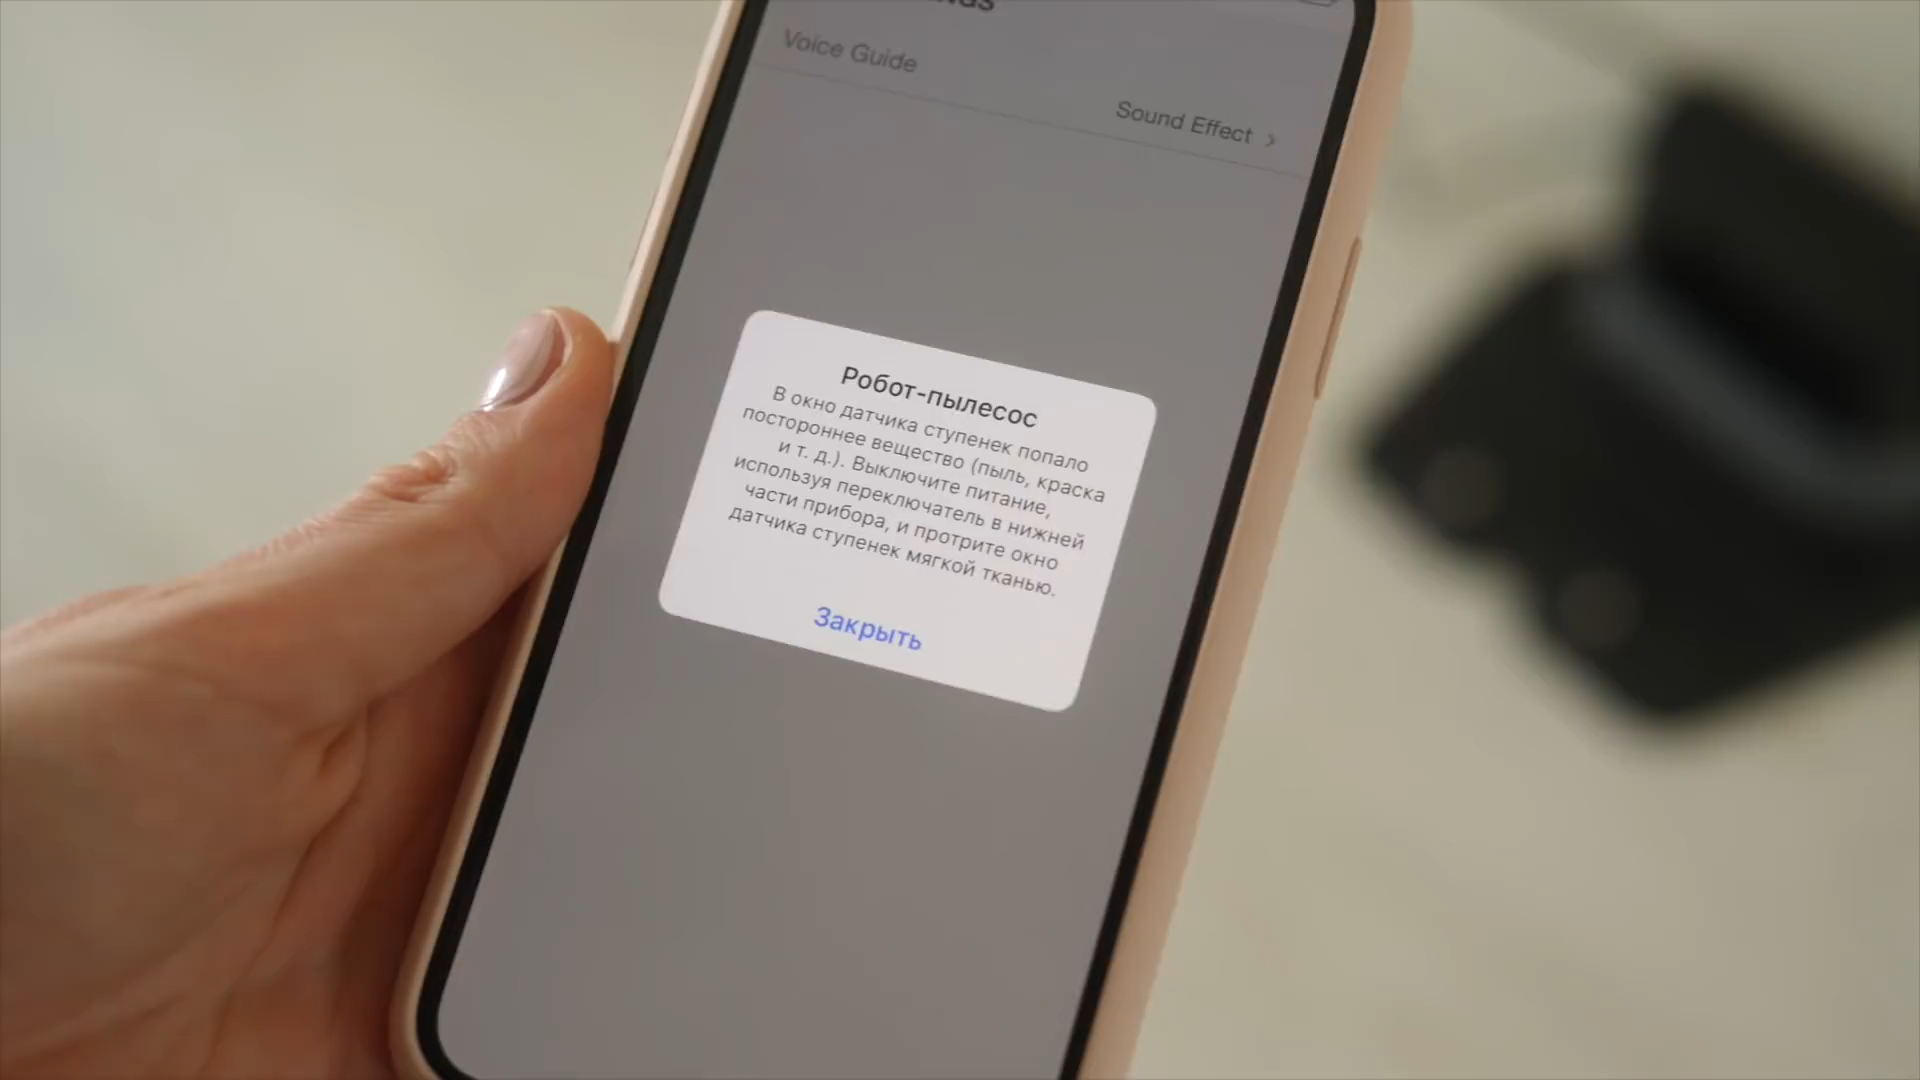 Voice Guide
Sound Effect >
Робот-пылесос
В окно датчика ступенек попало
постороннее вещество (пыль, краска
и т. д.). Выключите питание,
используя переключатель в нижней
части прибора, и протрите окно
датчика ступенек мягкой тканью.
Закрыть